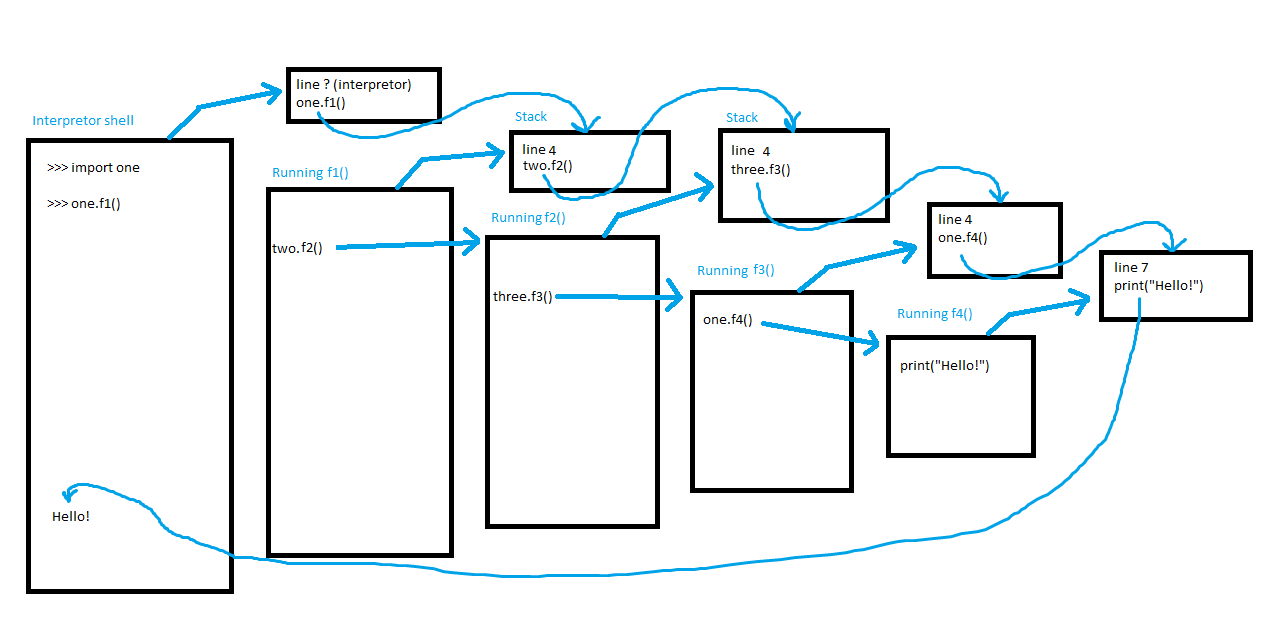 line ? (interpretor)
one.f1()
Interpretor shell
>>> import one
>>> one.f1()
Hello!
Running f1()
two.f2()
Stack
line 4
two.f2()
Running f2()
three.f3()
Stack
line 4
three.f3()
Running f3()
one.f4()
line 4
one.f4()
Running f4()
print("Hello!")
line 7
print("Hello!")